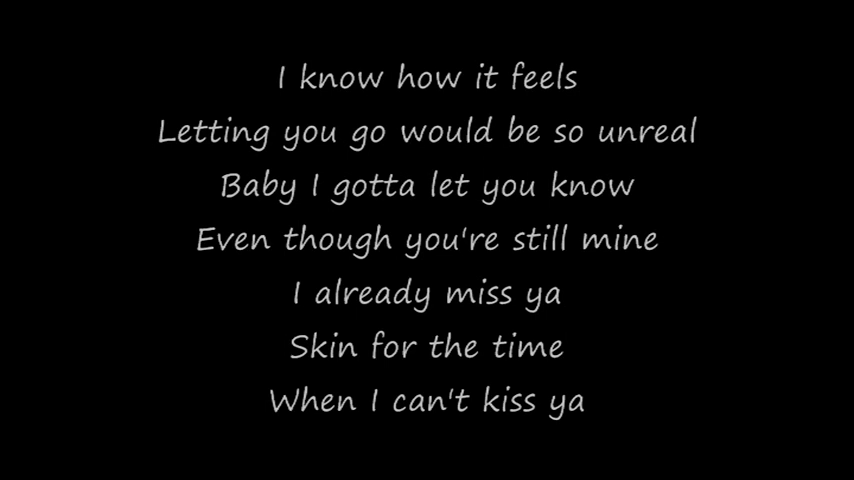 I know how it feels
Letting you go would be so unreal
Baby I gotta let you know
Even though you're still mine
I already miss ya
Skin for the time
When I can't kiss ya